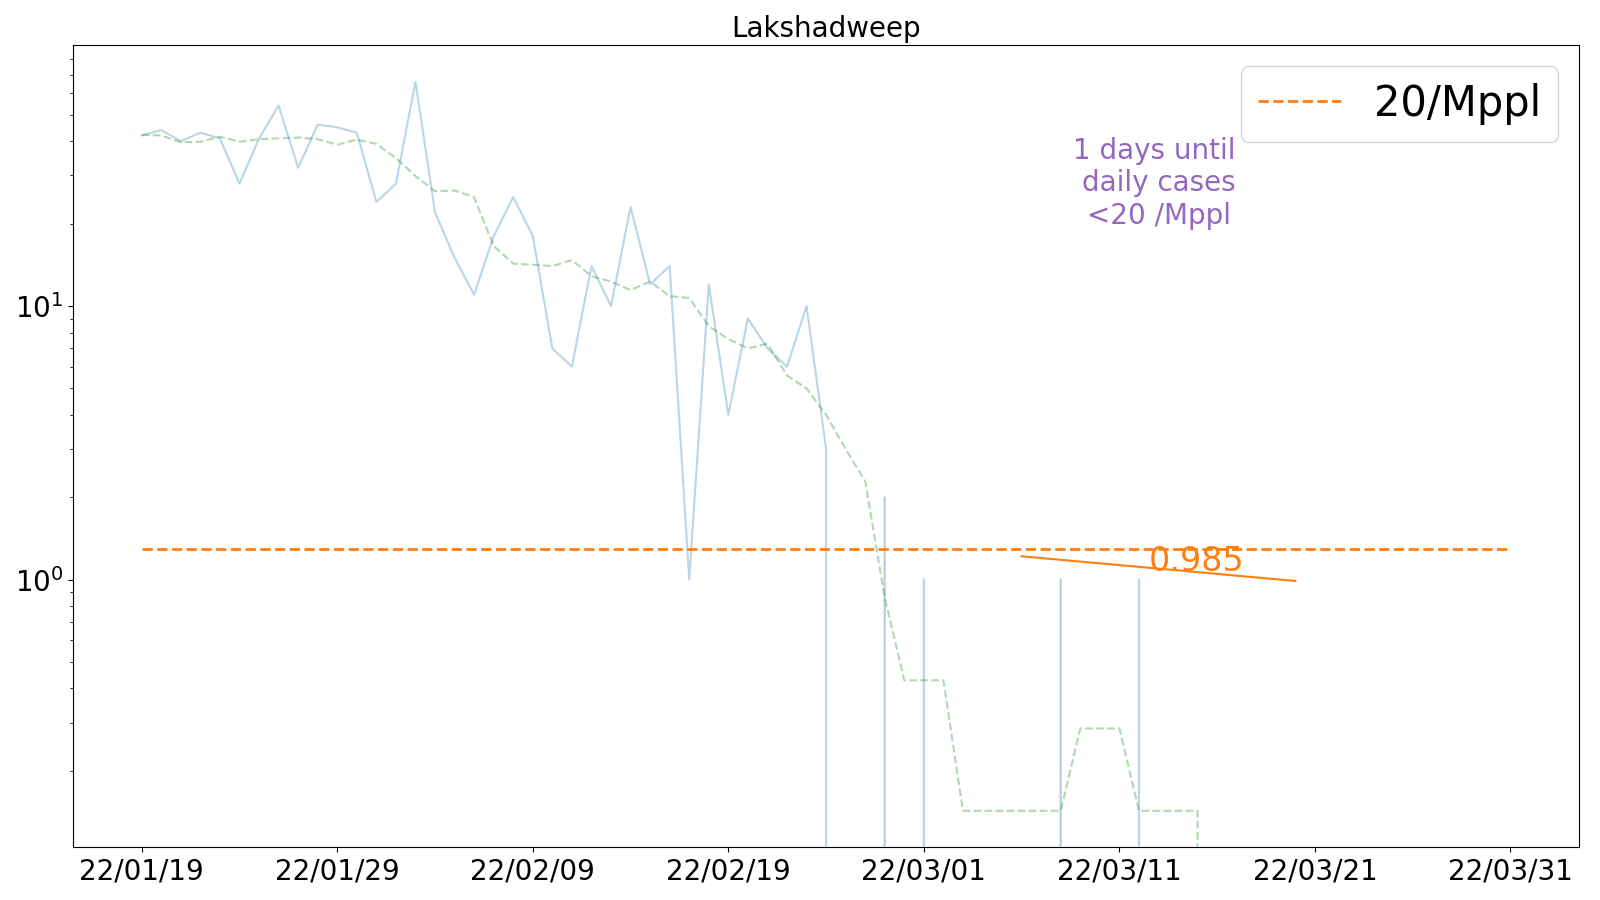 Lakshadweep
20/Mppl
1 days until
daily cases
<20 /Mppl
10¹
0.985
10⁰
22/01/19 22/01/29 22/02/09 22/02/19 22/03/01 22/03/11 22/03/21 22/03/31